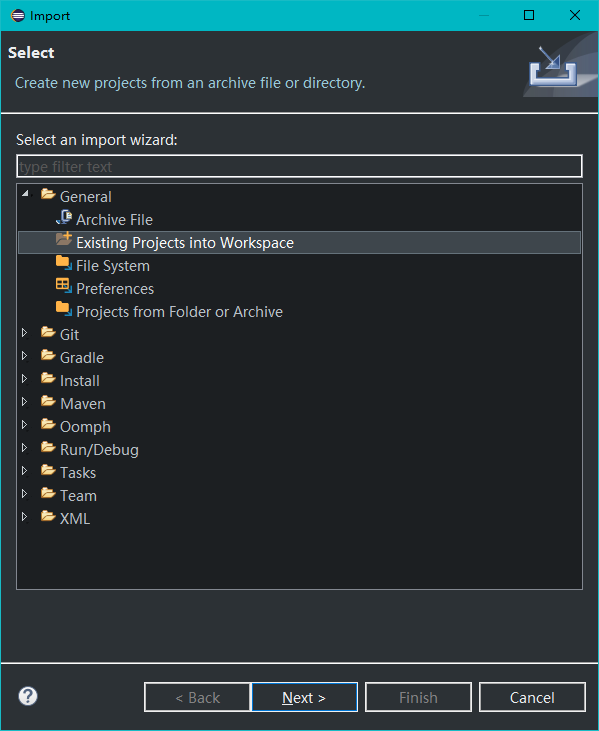 Import
Select
Create new projects from an archive file or directory.
Select an import wizard:
type filter text
General
Archive File
Existing Projects into Workspace
File System
Preferences
Projects from Folder or Archive
Git
Gradle
Install
Maven
Oomph
Run/Debug
Tasks
Team
XML
? < Back Next > Finish Cancel